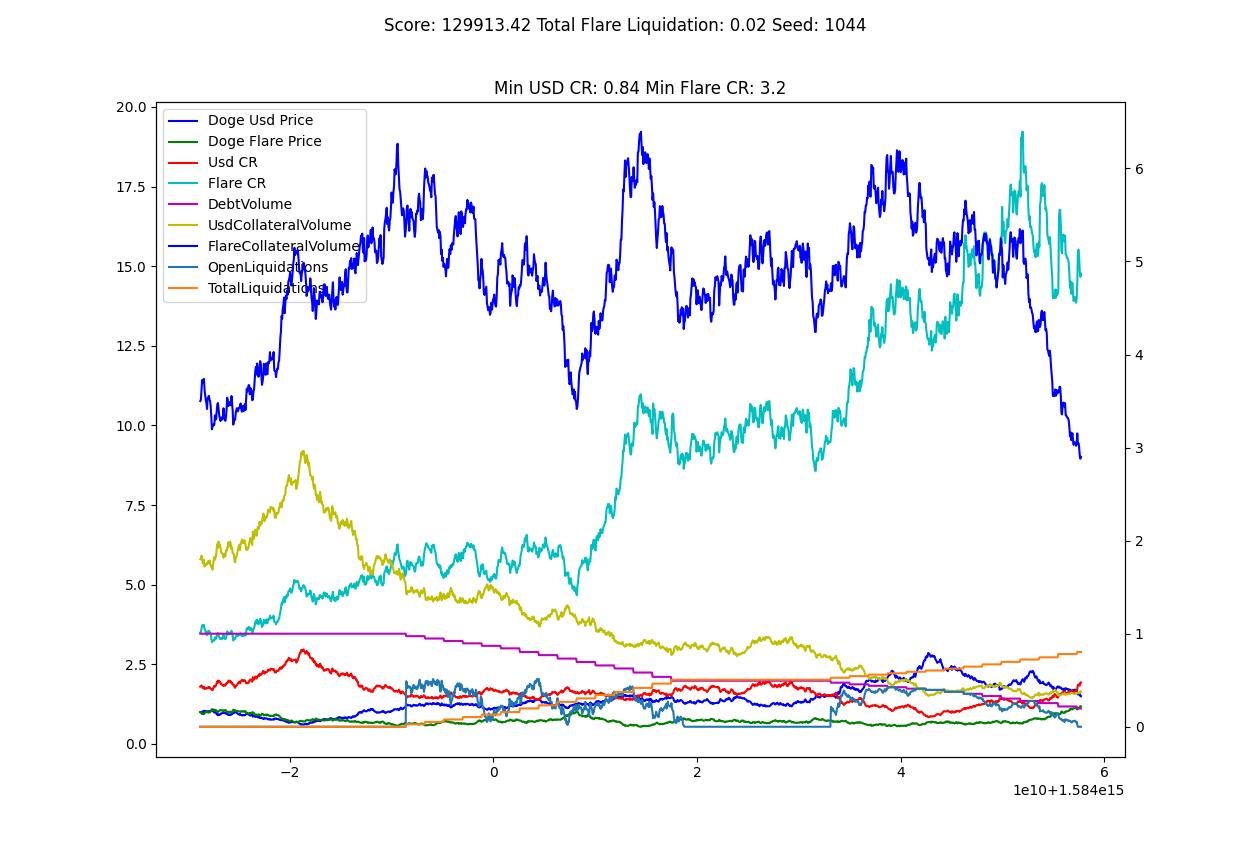 Score: 129913.42 Total Flare Liquidation: 0.02 Seed: 1044
Min USD CR: 0.84 Min Flare CR: 3.2
20.0
17.5
15.0
12.5
10.0
7.5
5.0
2.5
0.0
Doge Usd Price
Doge Flare Price
Usd CR
Flare CR
DebtVolume
UsdCollateralVolume
FlareCollateralVolume
OpenLiquidations
TotalLiquidations
6
5
4
3
2
1
0
−2 0 2 4 6
1e10+1.584e15